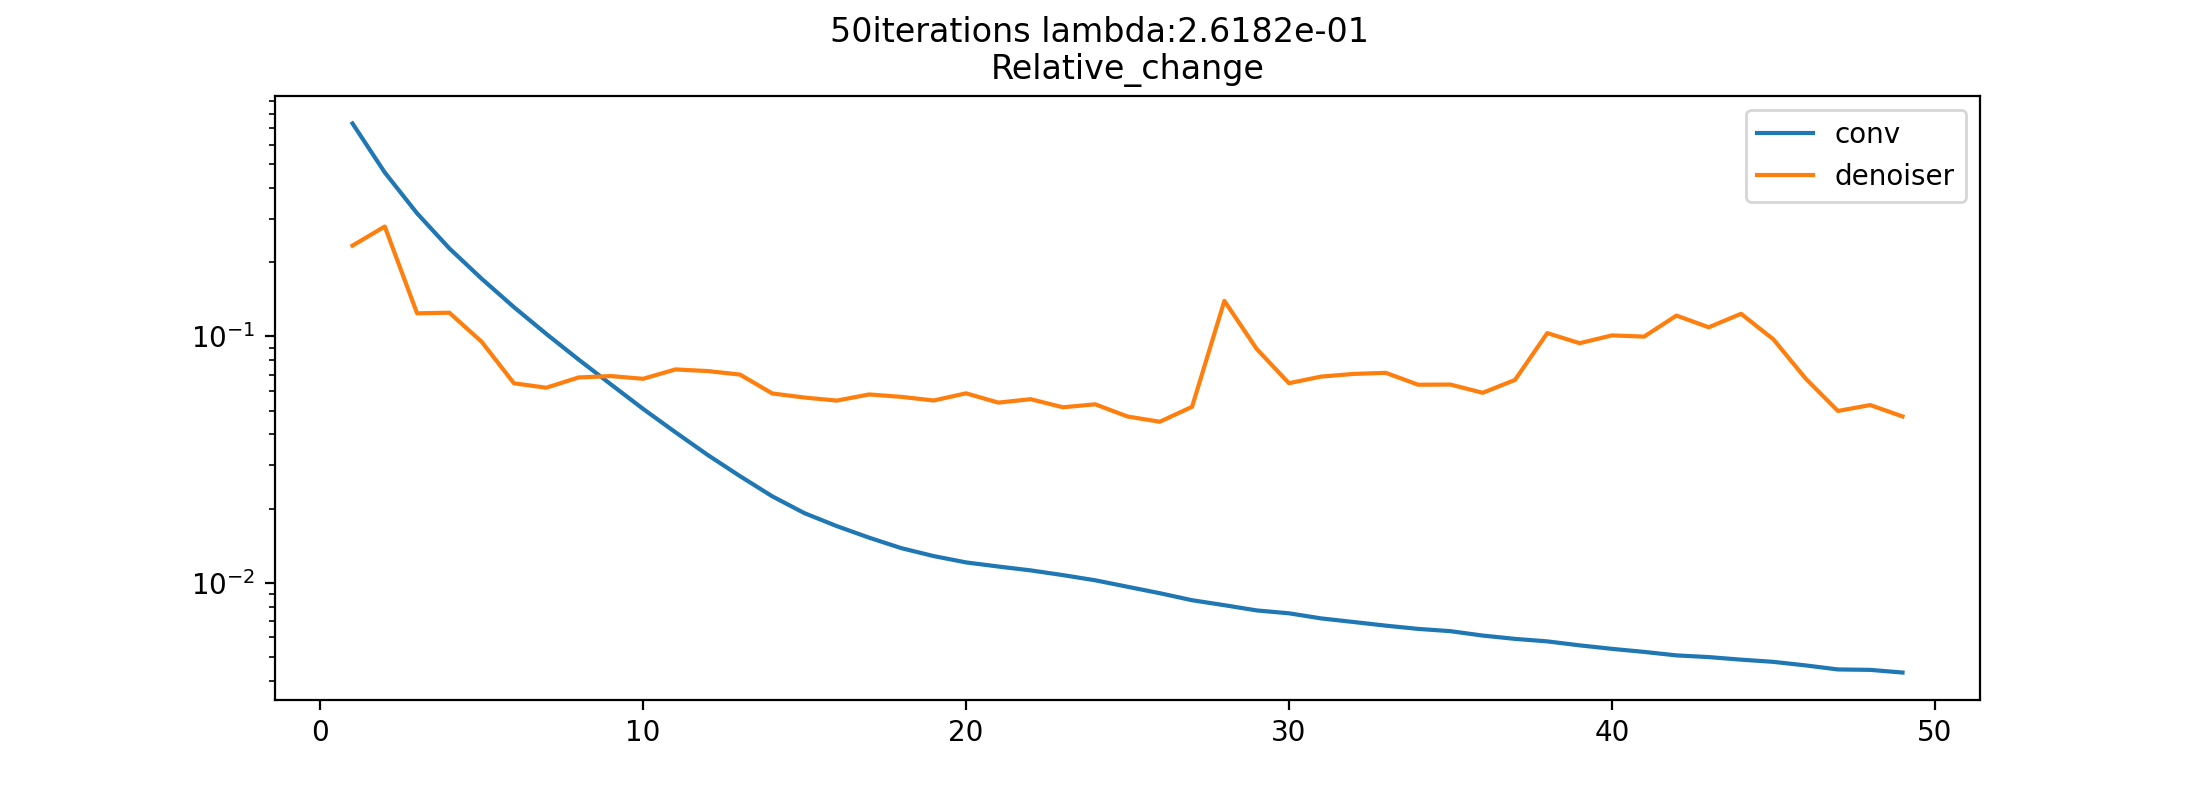 50iterations lambda:2.6182e-01
Relative_change
conv
denoiser
10⁻¹
10⁻²
0 10 20 30 40 50